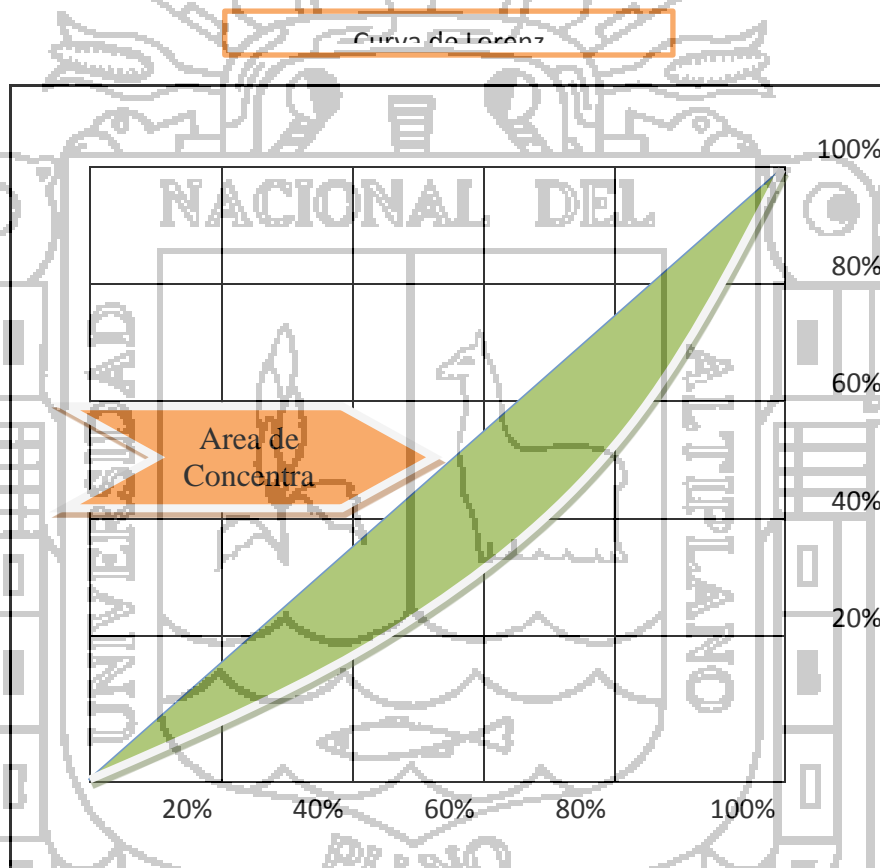 Curva de Lorenz
NACIONAL DEL
UNIVERSIDAD
ALTIPLANO
100%
80%
60%
40%
20%
Area de
Concentra
20% 40% 60% 80% 100%